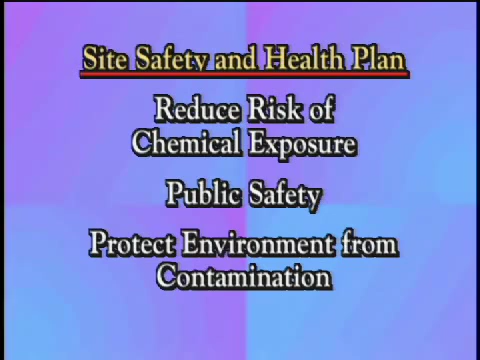 Site Safety and Health Plan
Reduce Risk of
Chemical Exposure
Public Safety
Protect Environment from
Contamination